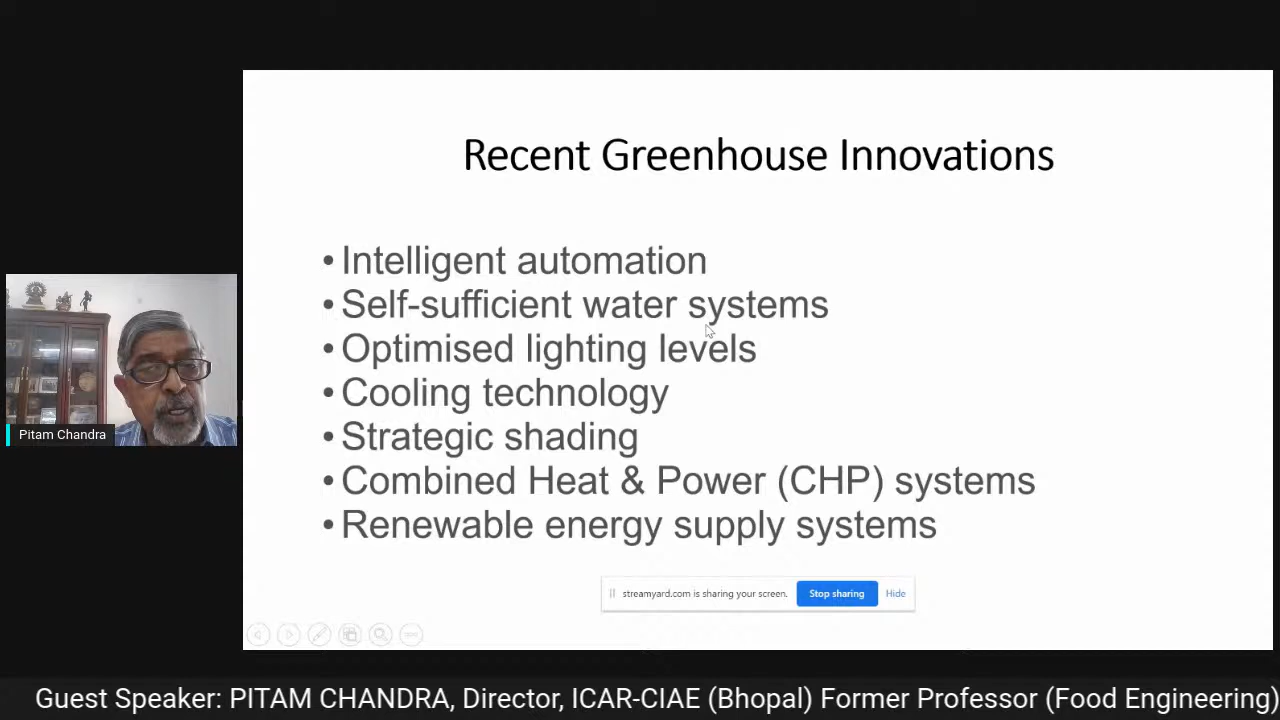 Recent Greenhouse Innovations
• Intelligent automation
• Self-sufficient water systems
• Optimised lighting levels
• Cooling technology
• Strategic shading
• Combined Heat & Power (CHP) systems
• Renewable energy supply systems
Pitam Chandra
streamyard.com is sharing your screen. Stop sharing Hide
Guest Speaker: PITAM CHANDRA, Director, ICAR-CIAE (Bhopal) Former Professor (Food Engineering)